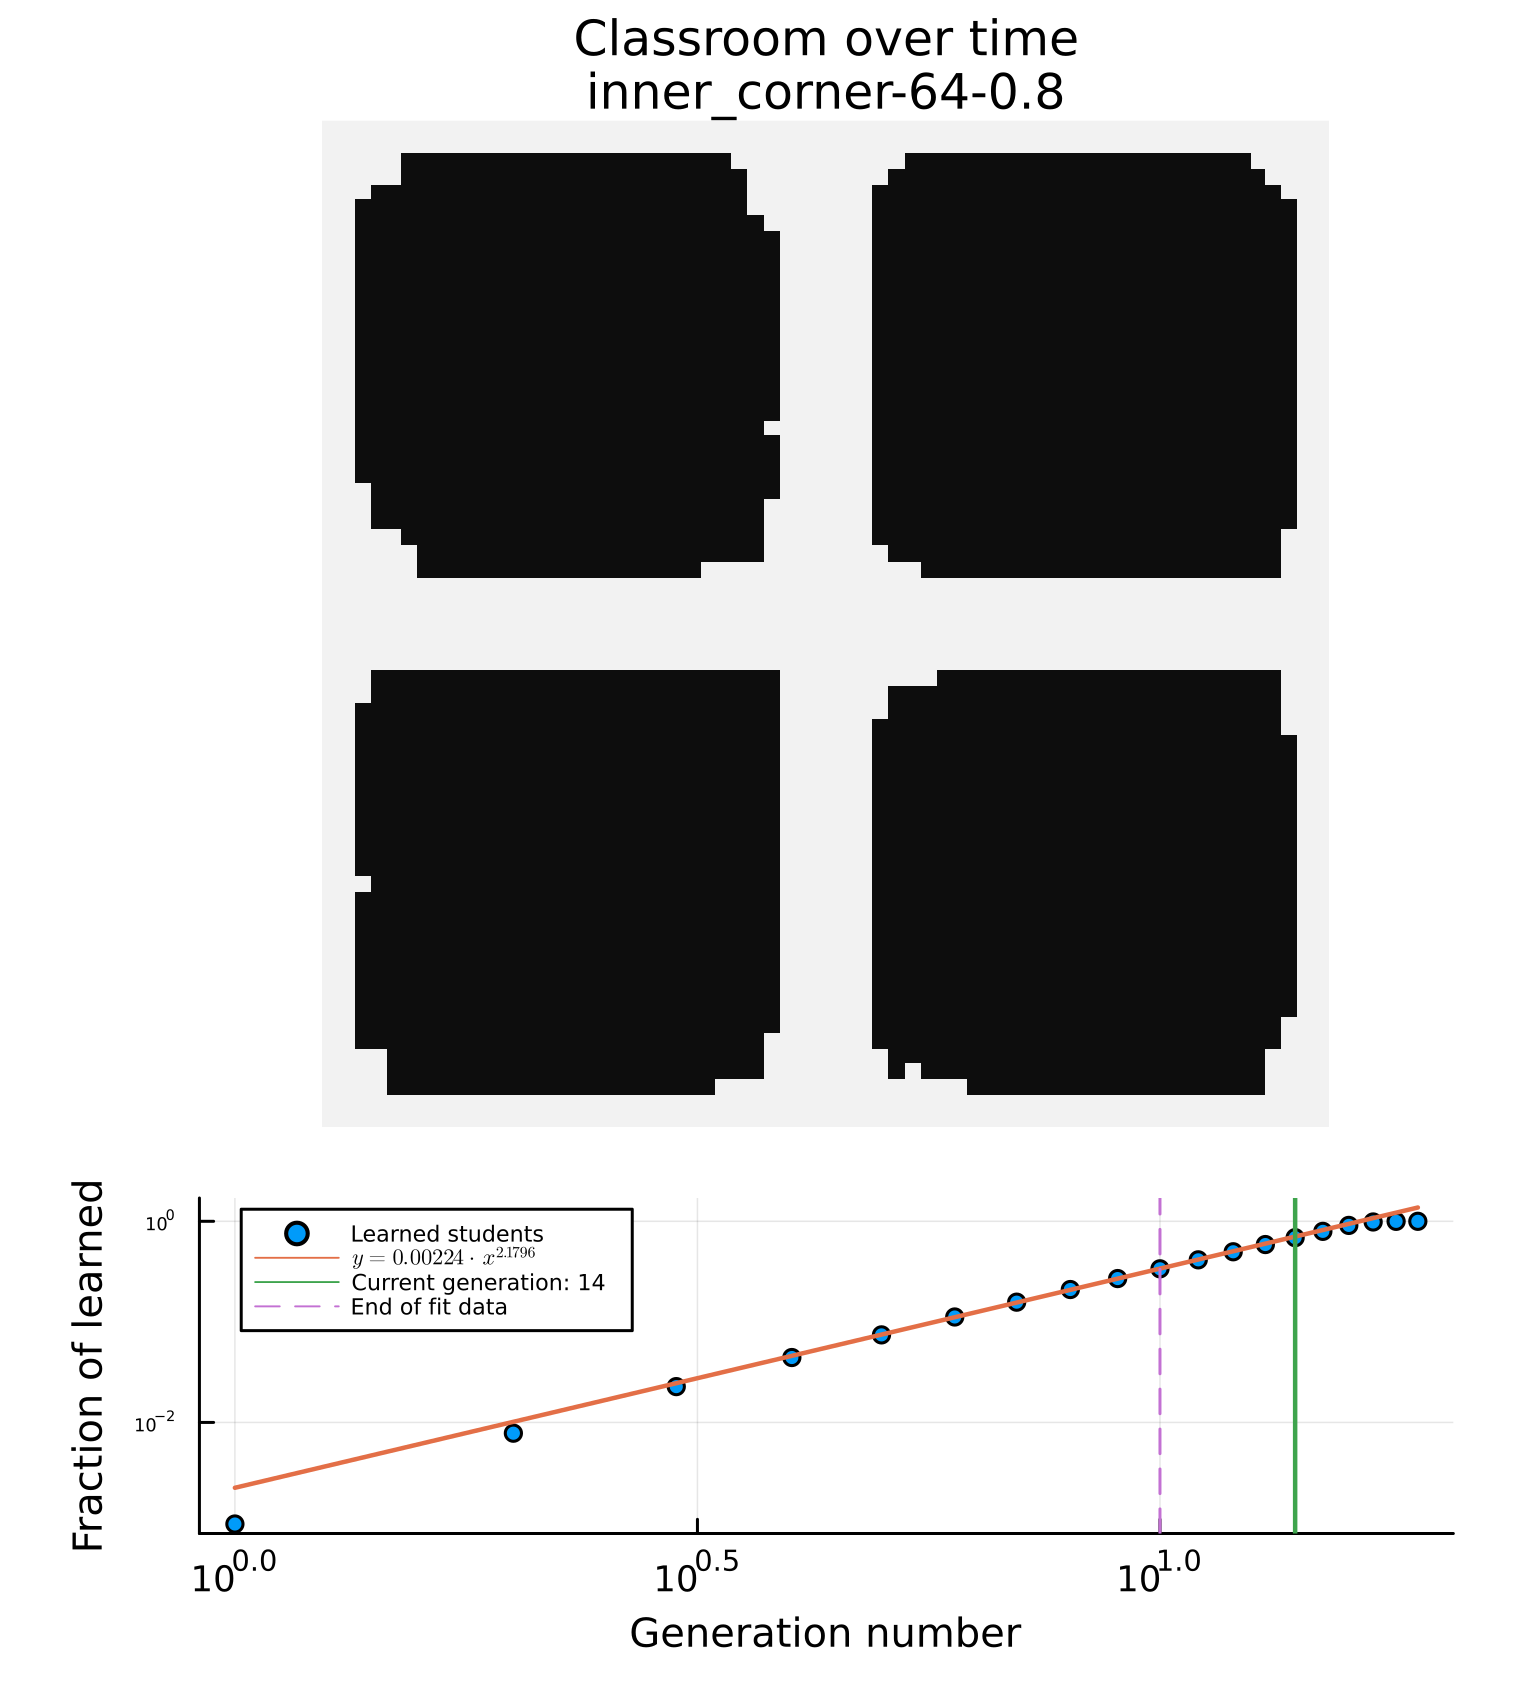 Classroom over time
inner_corner-64-0.8
Fraction of learned
10^0
10^−2
Learned students
y = 0.00224 · x^2.1796
Current generation: 14
End of fit data
10^0.0 10^0.5 10^1.0
Generation number